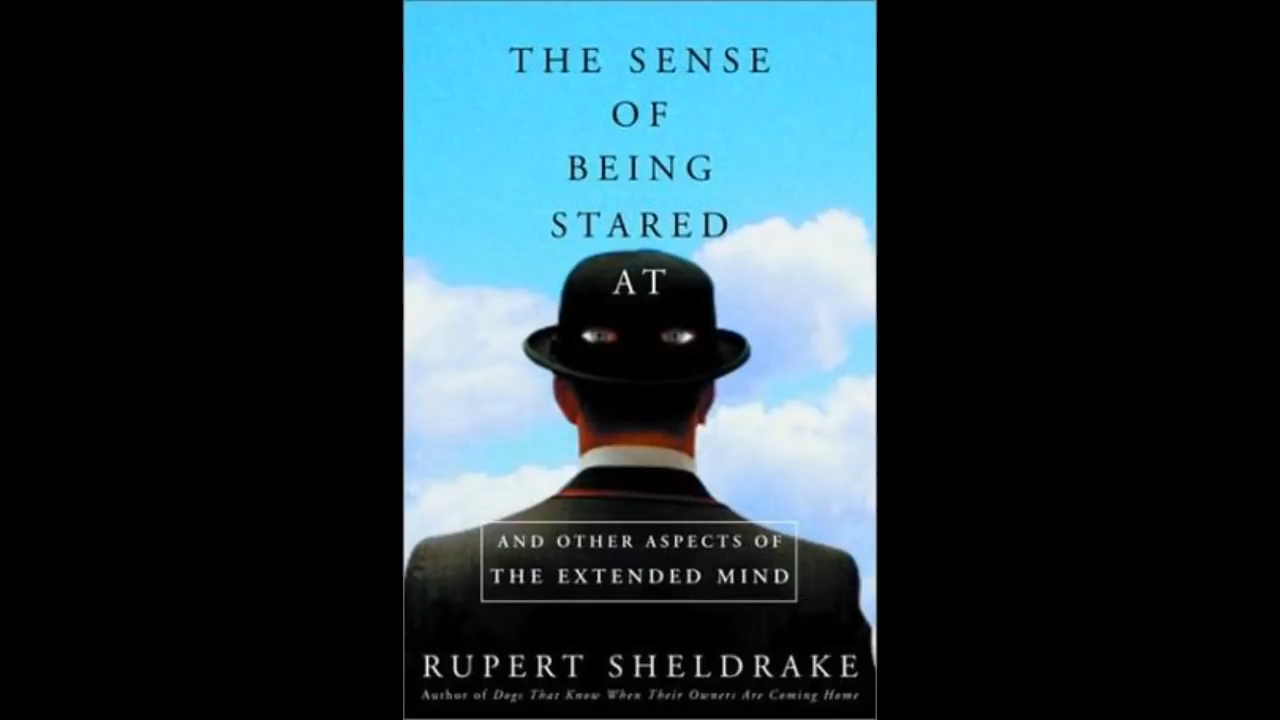 THE SENSE
OF
BEING
STARED
AT
AND OTHER ASPECTS OF
THE EXTENDED MIND
RUPERT SHELDRAKE
Author of Dogs That Know When Their Owners Are Coming Home